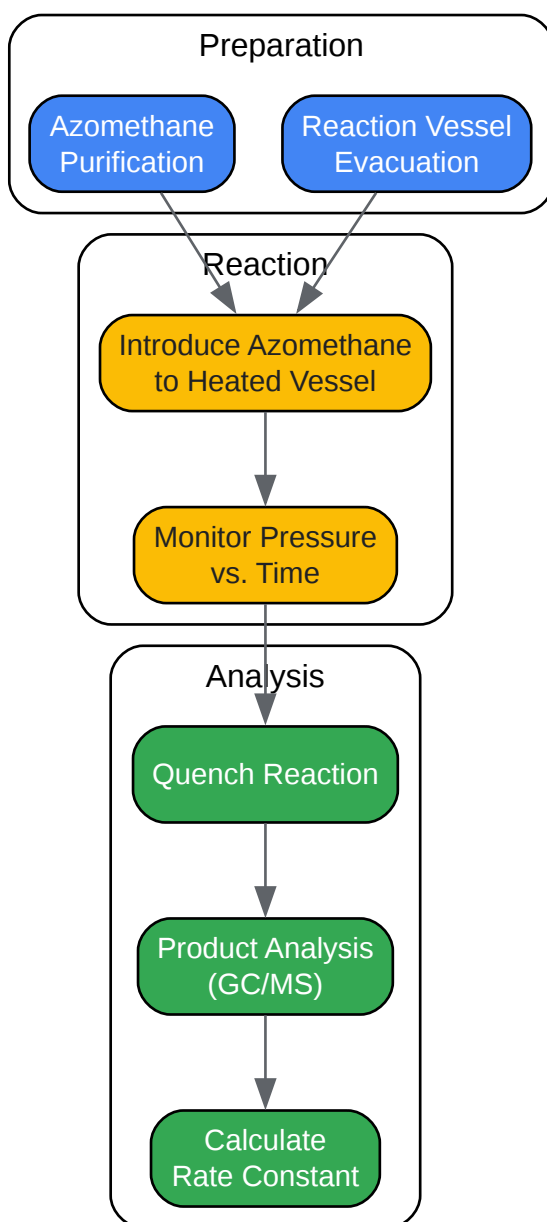 Preparation
Azomethane
Purification
Reaction Vessel
Evacuation
Reaction
Introduce Azomethane
to Heated Vessel
Monitor Pressure
vs. Time
Analysis
Quench Reaction
Product Analysis
(GC/MS)
Calculate
Rate Constant